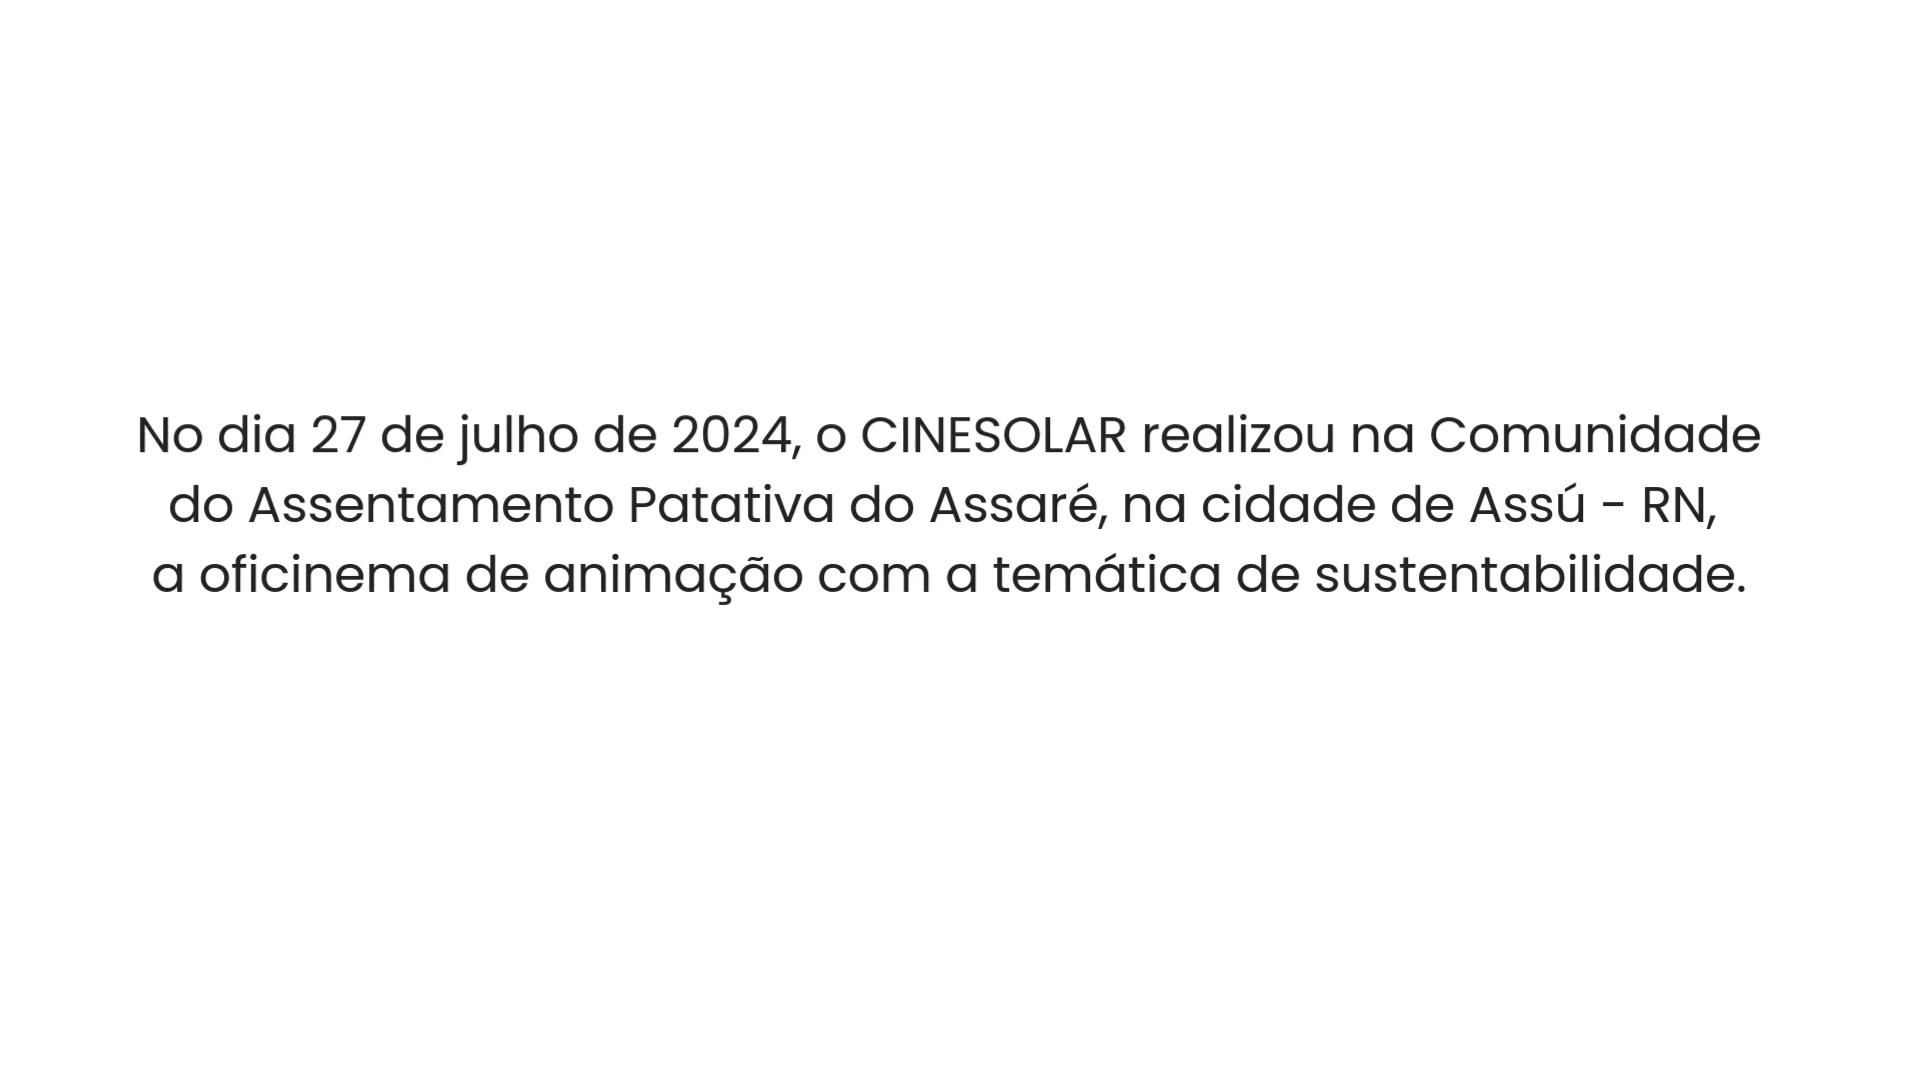 No dia 27 de julho de 2024, o CINESOLAR realizou na Comunidade
do Assentamento Patativa do Assaré, na cidade de Assú - RN,
a oficinema de animação com a temática de sustentabilidade.